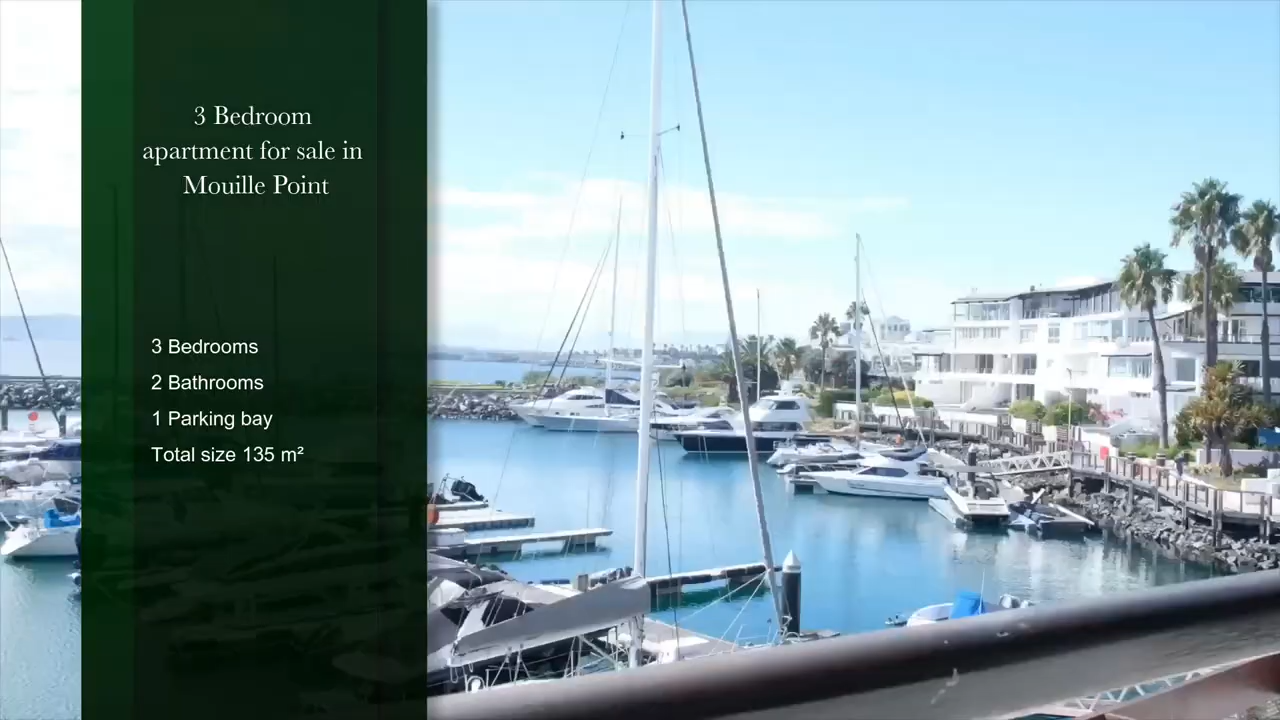 3 Bedroom
apartment for sale in
Mouille Point
3 Bedrooms
2 Bathrooms
1 Parking bay
Total size 135 m²